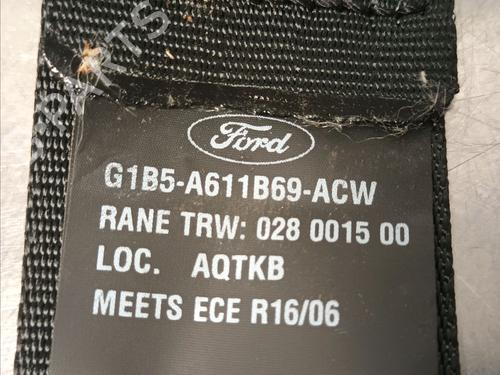 Ford
G1B5-A611B69-ACW
RANE TRW: 028 0015 00
LOC. AQTKB
MEETS ECE R16/06